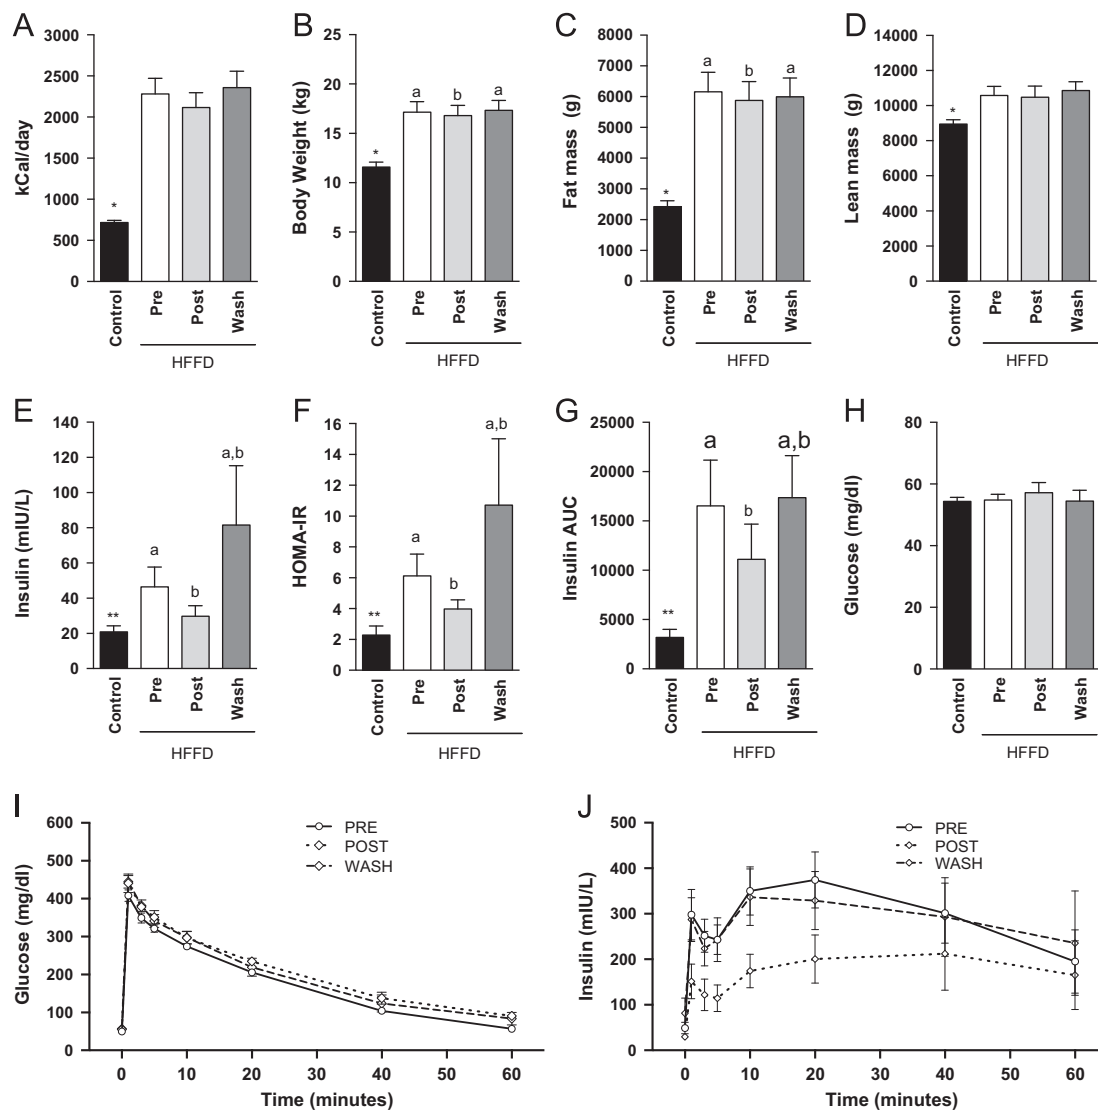 A
3000
2500
2000
1500
1000
500
0
kCal/day
*
Control
Pre
Post
Wash
HFFD
B
25
20
15
10
5
0
Body Weight (kg)
*
a
b
a
Control
Pre
Post
Wash
HFFD
C
8000
7000
6000
5000
4000
3000
2000
1000
0
Fat mass (g)
*
a
b
a
Control
Pre
Post
Wash
HFFD
D
14000
12000
10000
8000
6000
4000
2000
0
Lean mass (g)
*
Control
Pre
Post
Wash
HFFD
E
140
120
100
80
60
40
20
0
Insulin (mIU/L)
**
a
b
a,b
Control
Pre
Post
Wash
HFFD
F
16
14
12
10
8
6
4
2
0
HOMA-IR
**
a
b
a,b
Control
Pre
Post
Wash
HFFD
G
25000
20000
15000
10000
5000
0
Insulin AUC
**
a
b
a,b
Control
Pre
Post
Wash
HFFD
H
80
60
40
20
0
Glucose (mg/dl)
Control
Pre
Post
Wash
HFFD
I
600
500
400
300
200
100
0
Glucose (mg/dl)
PRE
POST
WASH
0
10
20
30
40
50
60
Time (minutes)
J
500
400
300
200
100
0
Insulin (mIU/L)
PRE
POST
WASH
0
10
20
30
40
50
60
Time (minutes)